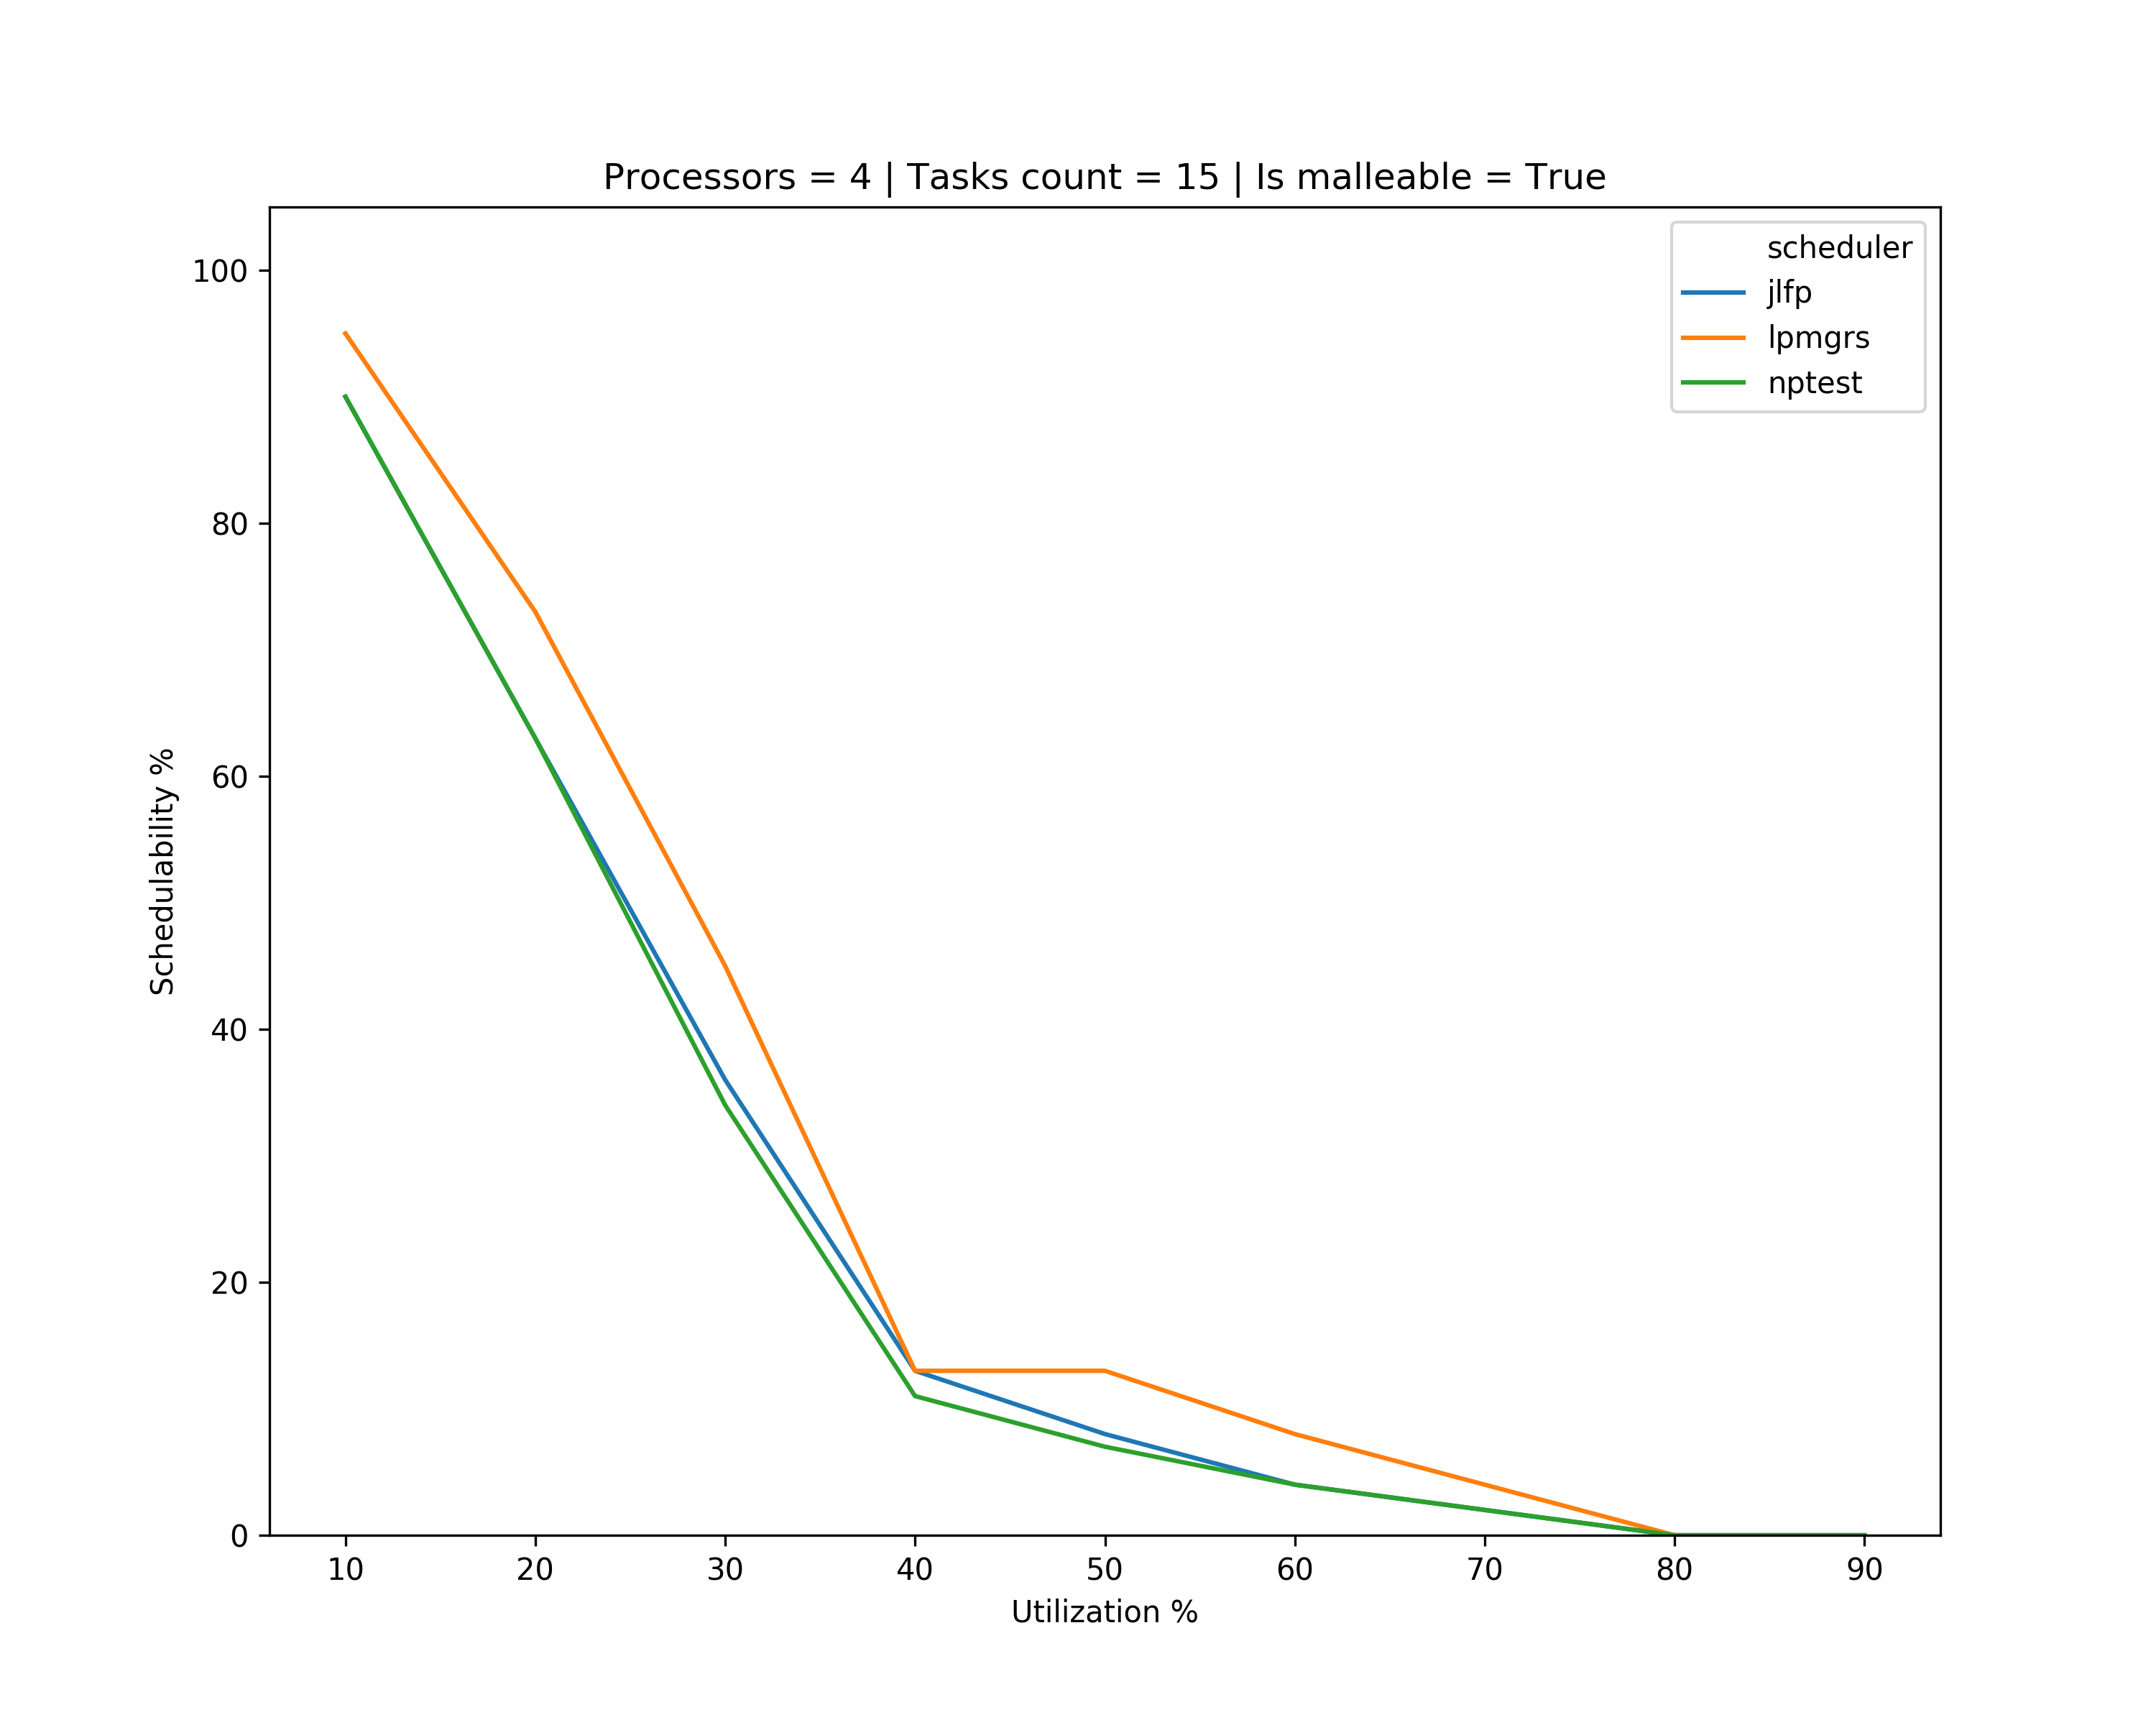 Processors = 4 | Tasks count = 15 | Is malleable = True
scheduler
jlfp
lpmgrs
nptest
Schedulability %
100
80
60
40
20
0
10 20 30 40 50 60 70 80 90
Utilization %